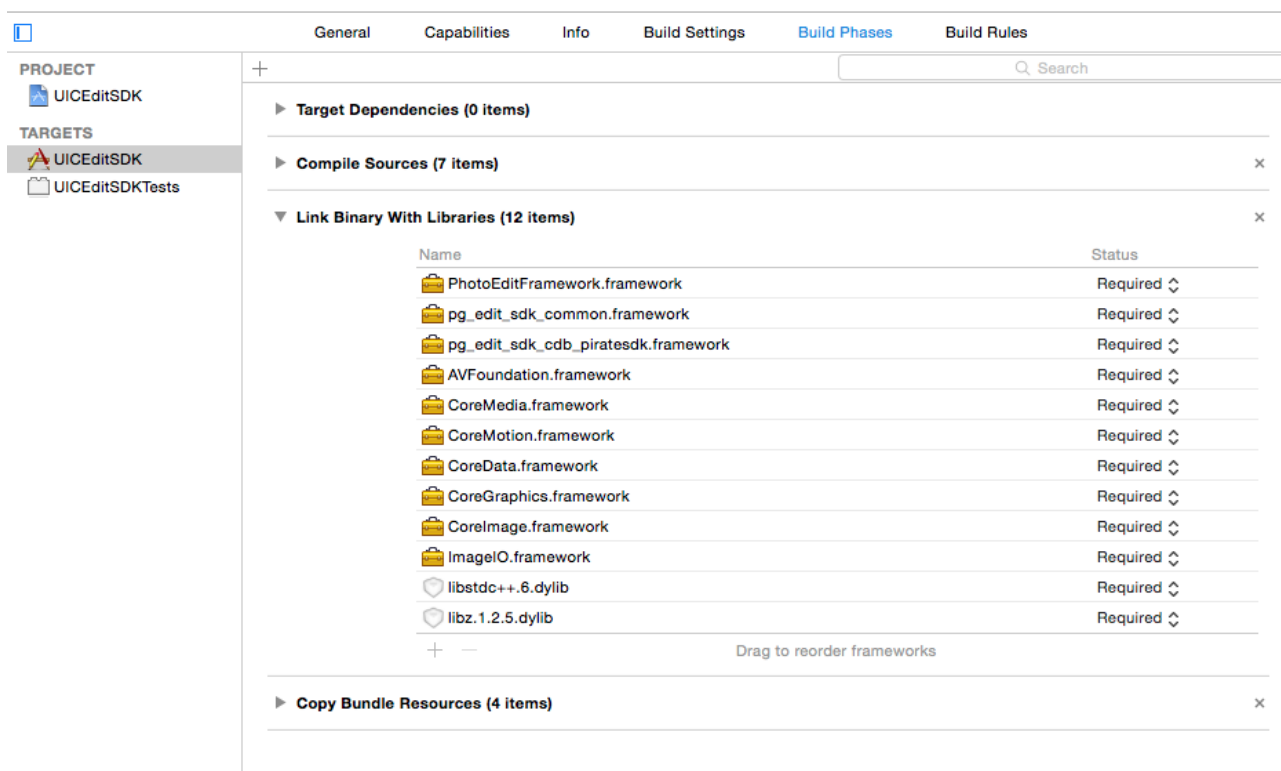 General Capabilities Info Build Settings Build Phases Build Rules
PROJECT
UICEditSDK
TARGETS
UICEditSDK
UICEditSDKTests
Search
Target Dependencies (0 items)
Compile Sources (7 items)
Link Binary With Libraries (12 items)
Name Status
PhotoEditFramework.framework Required
pg_edit_sdk_common.framework Required
pg_edit_sdk_cdb_piratesdk.framework Required
AVFoundation.framework Required
CoreMedia.framework Required
CoreMotion.framework Required
CoreData.framework Required
CoreGraphics.framework Required
CoreImage.framework Required
ImageIO.framework Required
libstdc++.6.dylib Required
libz.1.2.5.dylib Required
Drag to reorder frameworks
Copy Bundle Resources (4 items)